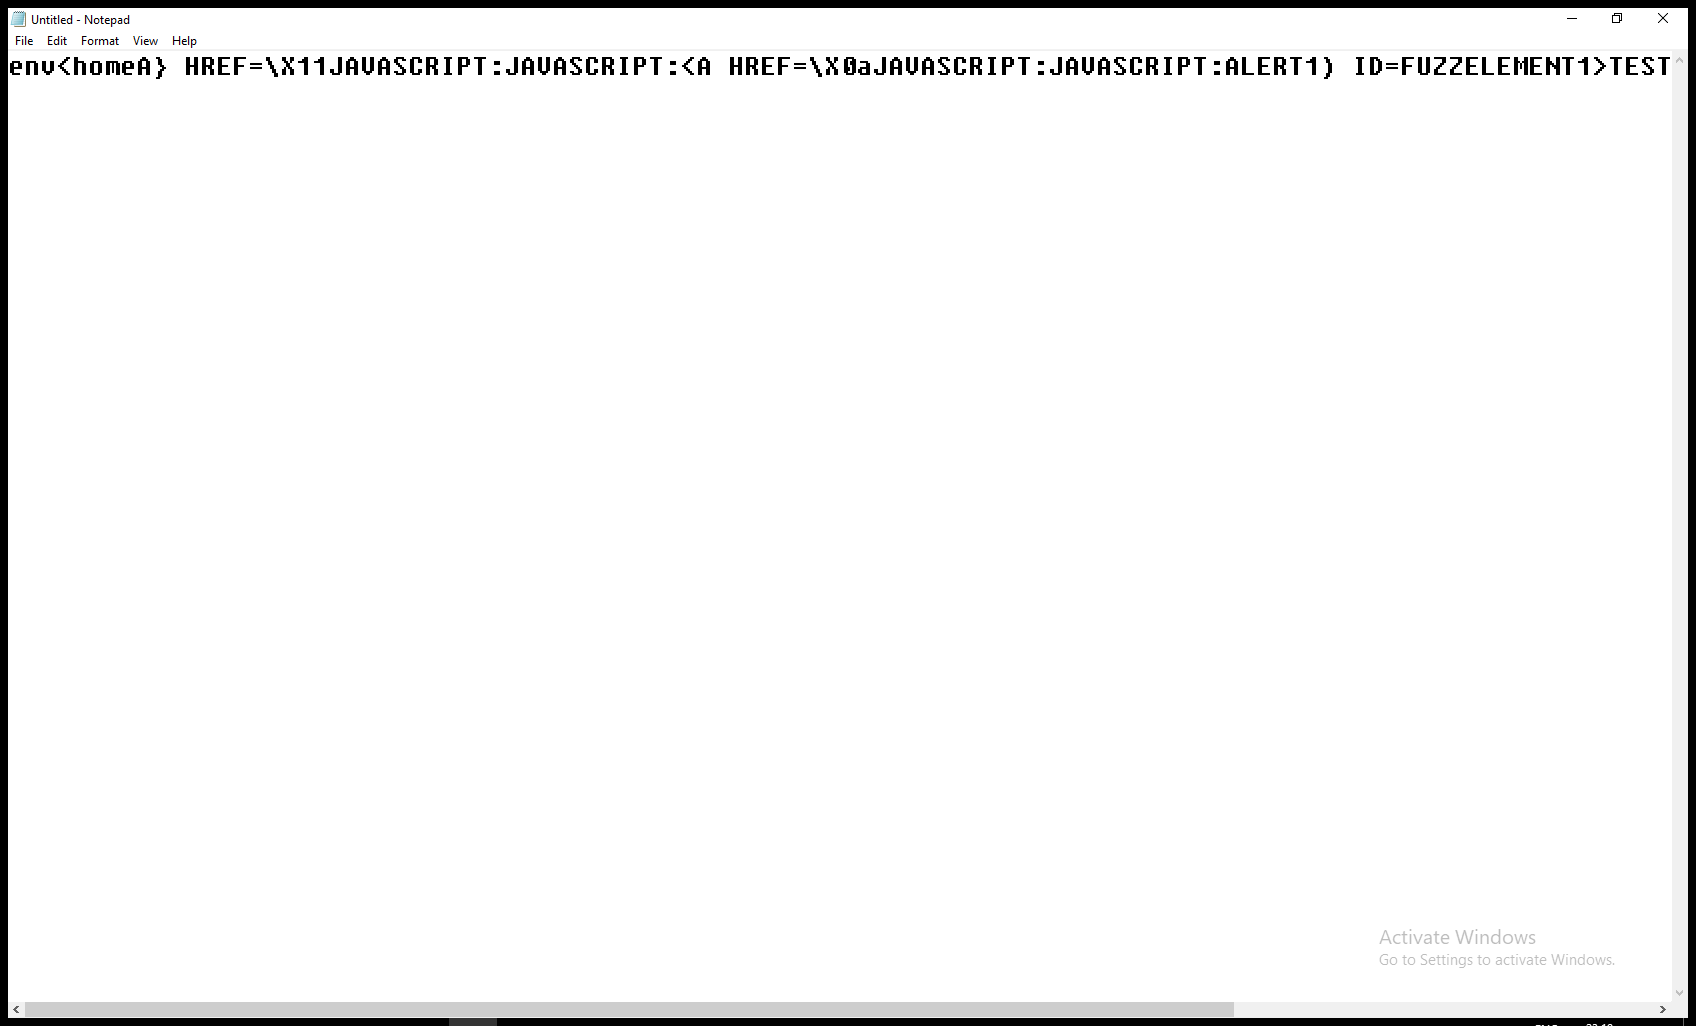 Untitled - Notepad
File Edit Format View Help
env<homeA} HREF=\X11JAVASCRIPT:JAVASCRIPT:<A HREF=\X0aJAVASCRIPT:JAVASCRIPT:ALERT1) ID=FUZZELEMENT1>TEST
Activate Windows
Go to Settings to activate Windows.